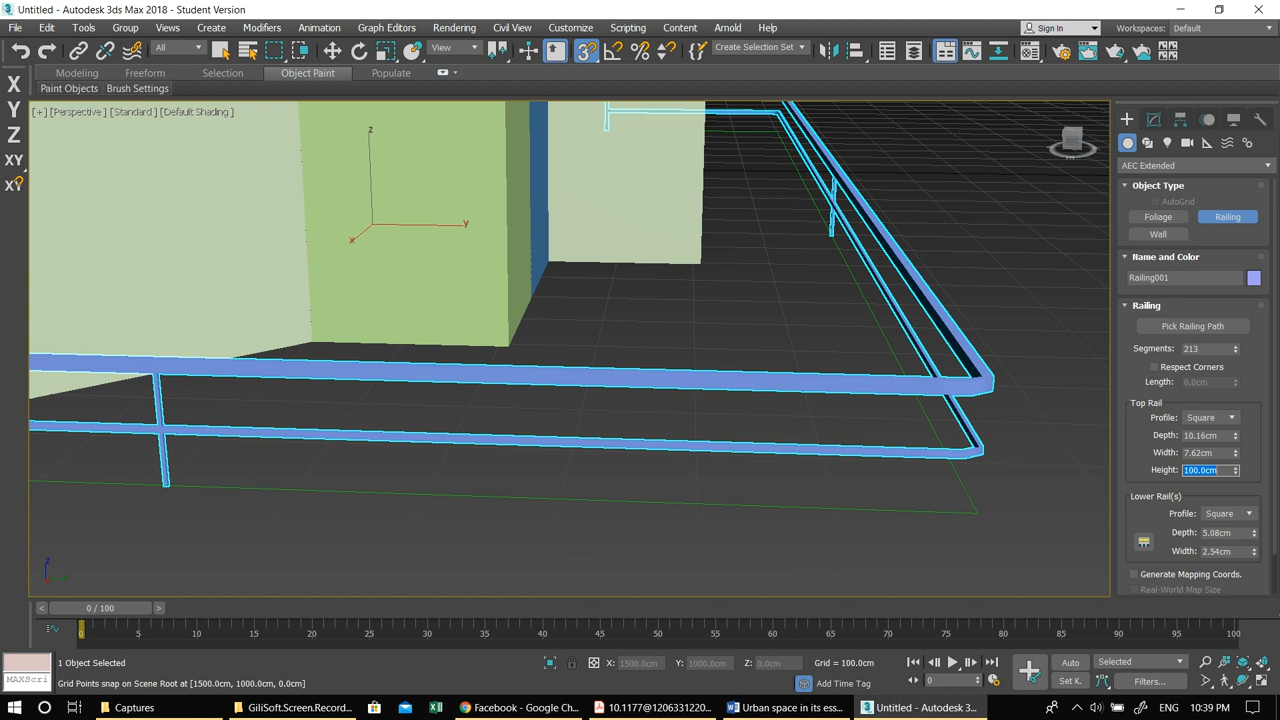 Untitled - Autodesk 3ds Max 2018 - Student Version
File Edit Tools Group Views Create Modifiers Animation Graph Editors Rendering Civil View Customize Scripting Content Arnold Help Sign In Workspaces: Default
All View Create Selection Set
Modeling Freeform Selection Object Paint Populate
Paint Objects Brush Settings
X
Y
Z
XY
XY
[+] [Perspective ] [Standard ] [Default Shading ]
z
y
x
z
AEC Extended
Object Type
AutoGrid
Foliage Railing
Wall
Name and Color
Railing001
Railing
Pick Railing Path
Segments: 213
Respect Corners
Length: 0.0cm
Top Rail
Profile: Square
Depth: 10.16cm
Width: 7.62cm
Height: 100.0cm
Lower Rail(s)
Profile: Square
Depth: 5.08cm
Width: 2.54cm
Generate Mapping Coords.
Real-World Map Size
< 0 / 100 >
0 5 10 15 20 25 30 35 40 45 50 55 60 65 70 75 80 85 90 95 100
1 Object Selected X: 1500.0cm Y: 1000.0cm Z: 0.0cm Grid = 100.0cm Auto Selected
MAXScri Grid Points snap on Scene Root at [1500.0cm, 1000.0cm, 0.0cm] Add Time Tag 0 Set K. Filters...
Captures GiliSoft.Screen.Record... Facebook - Google Ch... 10.1177@1206331220... Urban space in its ess... Untitled - Autodesk 3... ENG 10:39 PM